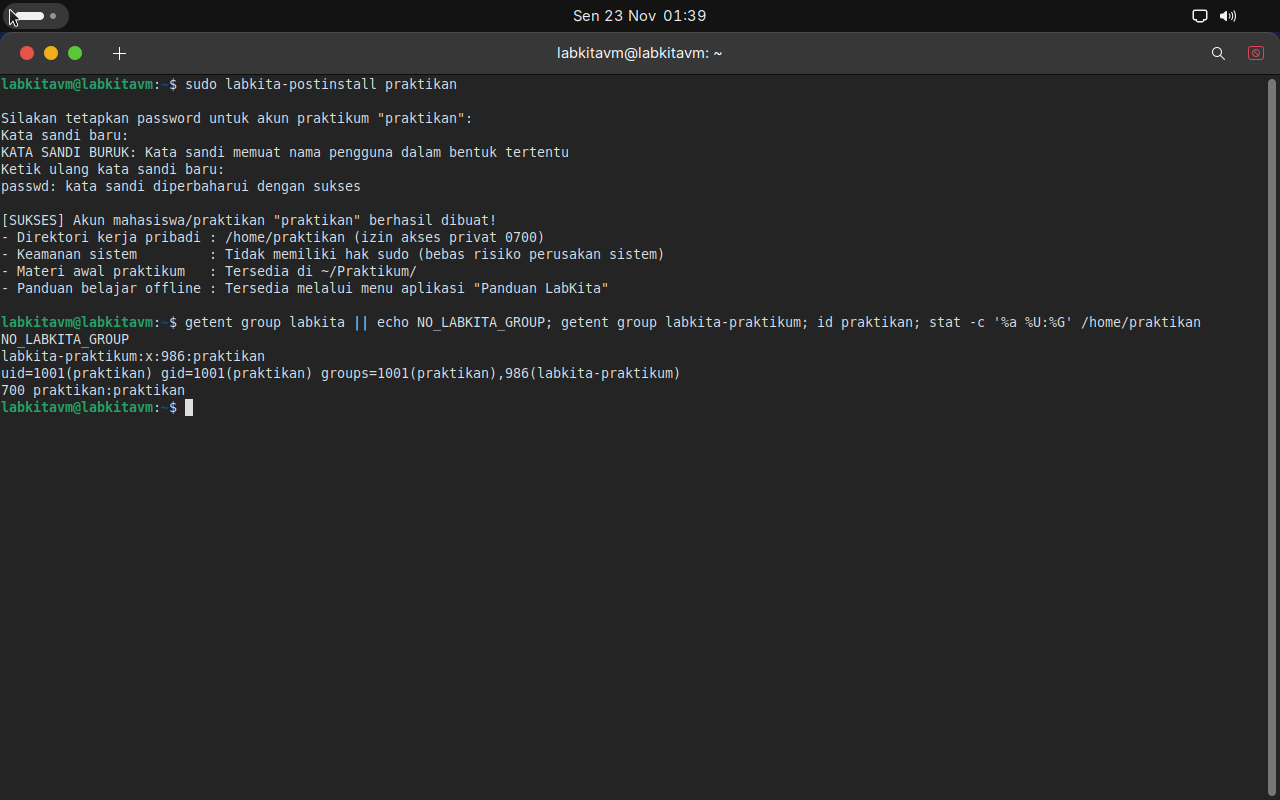 Sen 23 Nov 01:39
labkitavm@labkitavm: ~
labkitavm@labkitavm:~$ sudo labkita-postinstall praktikan
Silakan tetapkan password untuk akun praktikum "praktikan":
Kata sandi baru:
KATA SANDI BURUK: Kata sandi memuat nama pengguna dalam bentuk tertentu
Ketik ulang kata sandi baru:
passwd: kata sandi diperbaharui dengan sukses
[SUKSES] Akun mahasiswa/praktikan "praktikan" berhasil dibuat!
- Direktori kerja pribadi : /home/praktikan (izin akses privat 0700)
- Keamanan sistem         : Tidak memiliki hak sudo (bebas risiko perusakan sistem)
- Materi awal praktikum   : Tersedia di ~/Praktikum/
- Panduan belajar offline : Tersedia melalui menu aplikasi "Panduan LabKita"
labkitavm@labkitavm:~$ getent group labkita || echo NO_LABKITA_GROUP; getent group labkita-praktikum; id praktikan; stat -c '%a %U:%G' /home/praktikan
NO_LABKITA_GROUP
labkita-praktikum:x:986:praktikan
uid=1001(praktikan) gid=1001(praktikan) groups=1001(praktikan),986(labkita-praktikum)
700 praktikan:praktikan
labkitavm@labkitavm:~$